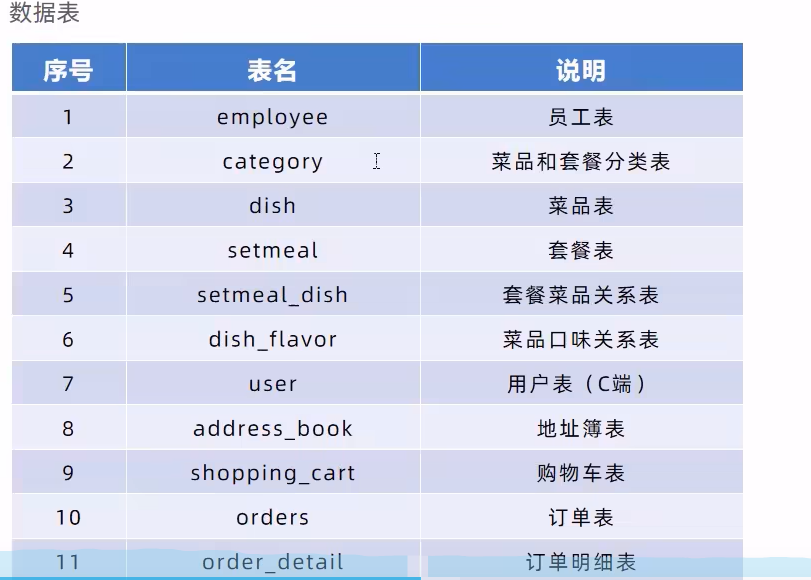 数据表
序号 表名 说明
1 employee 员工表
2 category 菜品和套餐分类表
3 dish 菜品表
4 setmeal 套餐表
5 setmeal_dish 套餐菜品关系表
6 dish_flavor 菜品口味关系表
7 user 用户表（C端）
8 address_book 地址簿表
9 shopping_cart 购物车表
10 orders 订单表
11 order_detail 订单明细表